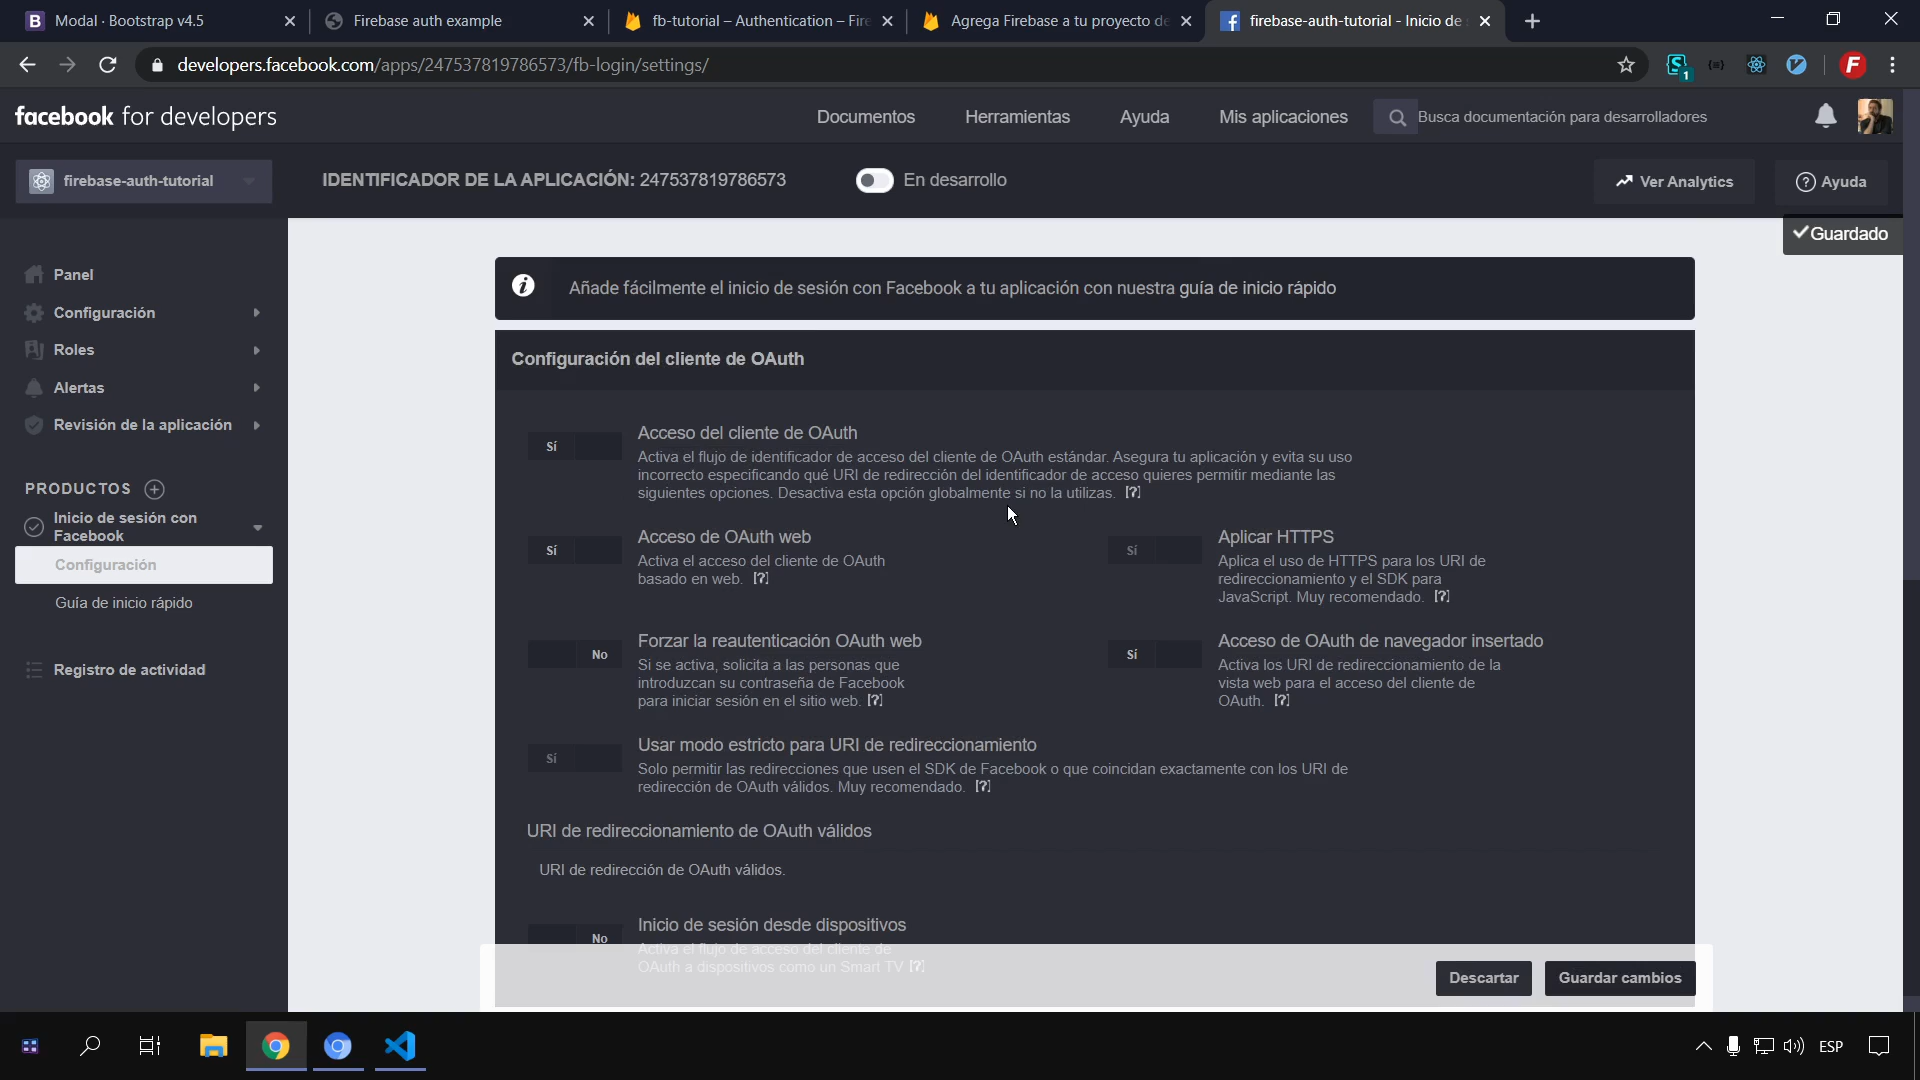 Modal · Bootstrap v4.5
Firebase auth example
fb-tutorial – Authentication – Fire
Agrega Firebase a tu proyecto de
firebase-auth-tutorial - Inicio de
developers.facebook.com/apps/247537819786573/fb-login/settings/
1
F
facebook for developers
Documentos
Herramientas
Ayuda
Mis aplicaciones
Busca documentación para desarrolladores
firebase-auth-tutorial
IDENTIFICADOR DE LA APLICACIÓN: 247537819786573
En desarrollo
Ver Analytics
Ayuda
Guardado
Panel
Configuración
Roles
Alertas
Revisión de la aplicación
PRODUCTOS
Inicio de sesión con
Facebook
Configuración
Guía de inicio rápido
Registro de actividad
Añade fácilmente el inicio de sesión con Facebook a tu aplicación con nuestra guía de inicio rápido
Configuración del cliente de OAuth
Sí
Acceso del cliente de OAuth
Activa el flujo de identificador de acceso del cliente de OAuth estándar. Asegura tu aplicación y evita su uso
incorrecto especificando qué URI de redirección del identificador de acceso quieres permitir mediante las
siguientes opciones. Desactiva esta opción globalmente si no la utilizas. [?]
Sí
Acceso de OAuth web
Activa el acceso del cliente de OAuth
basado en web. [?]
Sí
Aplicar HTTPS
Aplica el uso de HTTPS para los URI de
redireccionamiento y el SDK para
JavaScript. Muy recomendado. [?]
No
Forzar la reautenticación OAuth web
Si se activa, solicita a las personas que
introduzcan su contraseña de Facebook
para iniciar sesión en el sitio web. [?]
Sí
Acceso de OAuth de navegador insertado
Activa los URI de redireccionamiento de la
vista web para el acceso del cliente de
OAuth. [?]
Sí
Usar modo estricto para URI de redireccionamiento
Solo permitir las redirecciones que usen el SDK de Facebook o que coincidan exactamente con los URI de
redirección de OAuth válidos. Muy recomendado. [?]
URI de redireccionamiento de OAuth válidos
URI de redirección de OAuth válidos.
No
Inicio de sesión desde dispositivos
Activa el flujo de acceso del cliente de
OAuth a dispositivos como un Smart TV [?]
Descartar
Guardar cambios
ESP